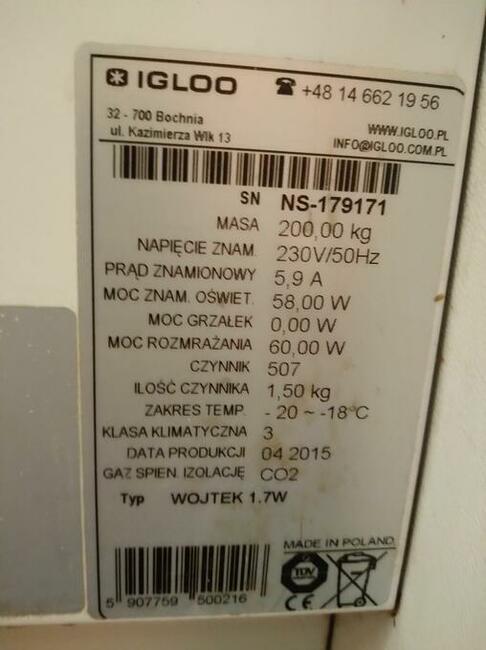 IGLOO
+48 14 662 19 56
32 - 700 Bochnia
ul. Kazimierza Wlk 13
WWW.IGLOO.PL
INFO@IGLOO.COM.PL
SN NS-179171
MASA 200,00 kg
NAPIĘCIE ZNAM. 230V/50Hz
PRĄD ZNAMIONOWY 5,9 A
MOC ZNAM. OŚWIET. 58,00 W
MOC GRZAŁEK 0,00 W
MOC ROZMRAŻANIA 60,00 W
CZYNNIK 507
ILOŚĆ CZYNNIKA 1,50 kg
ZAKRES TEMP. - 20 ~ -18°C
KLASA KLIMATYCZNA 3
DATA PRODUKCJI 04 2015
GAZ SPIEN. IZOLACJĘ CO2
Typ WOJTEK 1.7W
MADE IN POLAND
TÜV
CE
5 907759 500216